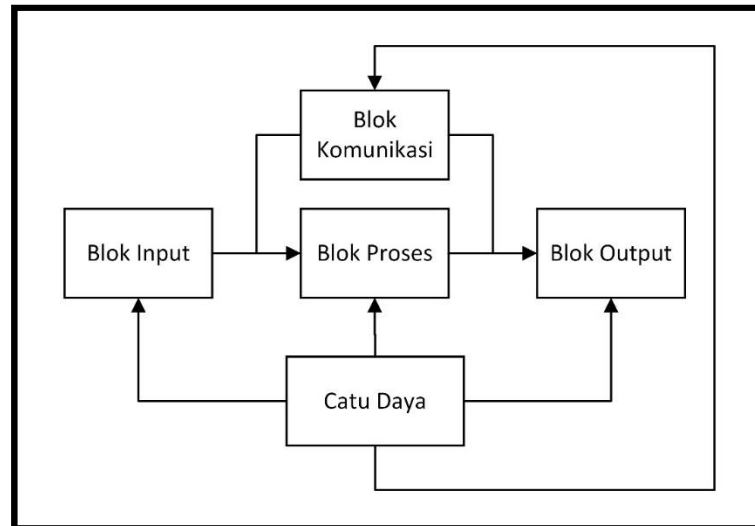 Blok
Komunikasi
Blok Input
Blok Proses
Blok Output
Catu Daya